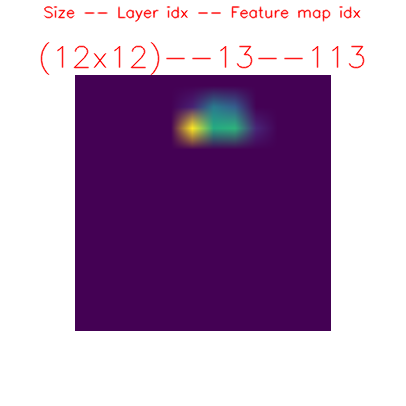 Size -- Layer idx -- Feature map idx
(12x12)--13--113